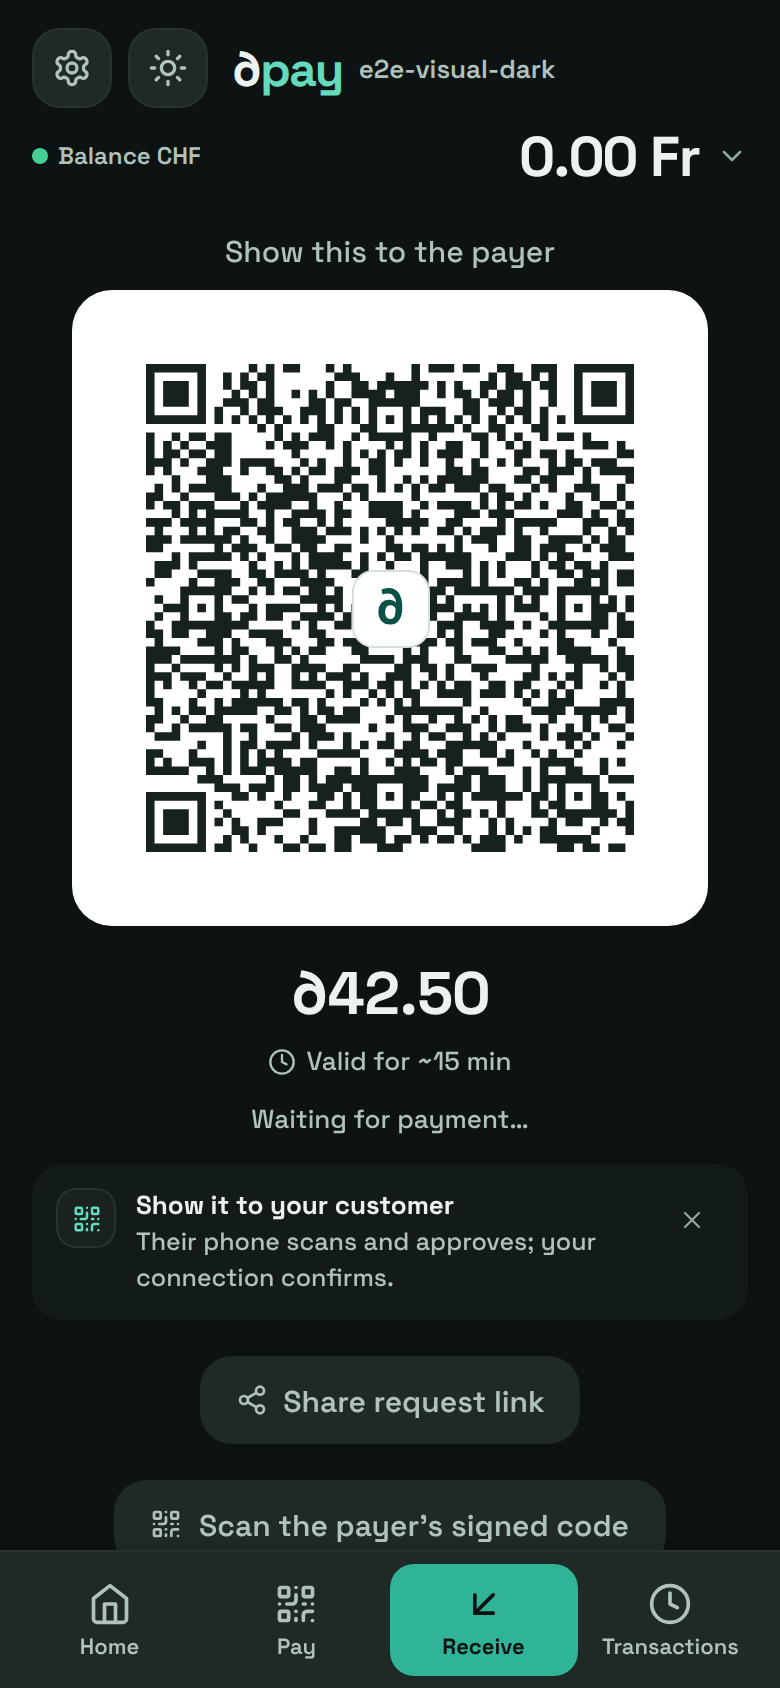 ∂pay e2e-visual-dark
Balance CHF
0.00 Fr
Show this to the payer
∂
∂42.50
Valid for ~15 min
Waiting for payment…
Show it to your customer
Their phone scans and approves; your
connection confirms.
Share request link
Scan the payer’s signed code
Home
Pay
Receive
Transactions